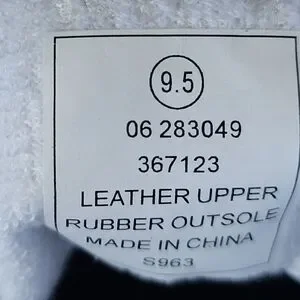 9.5
06 283049
367123
LEATHER UPPER
RUBBER OUTSOLE
MADE IN CHINA
S963